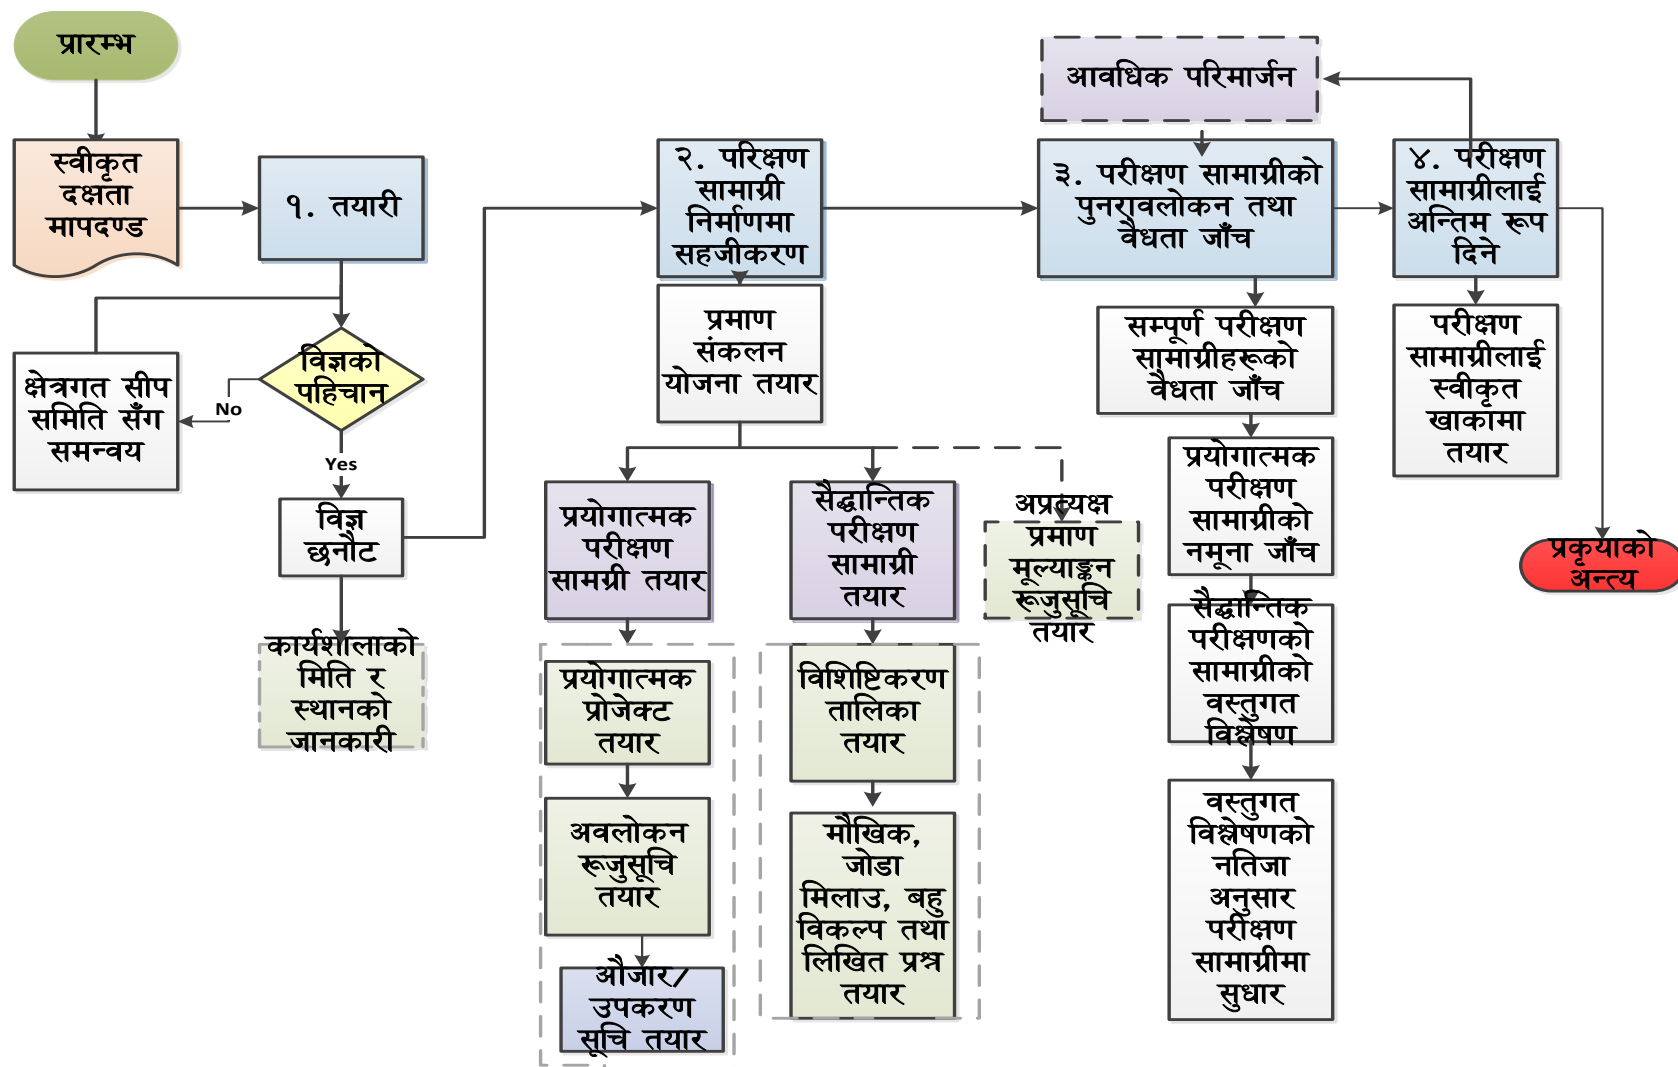 प्रारम्भ
स्वीकृत
दक्षता
मापदण्ड
१. तयारी
विज्ञको
पहिचान
No
Yes
क्षेत्रगत सीप
समिति सँग
समन्वय
विज्ञ
छनौट
कार्यशालाको
मिति र
स्थानको
जानकारी
२. परिक्षण
सामाग्री
निर्माणमा
सहजीकरण
प्रमाण
संकलन
योजना तयार
प्रयोगात्मक
परीक्षण
सामग्री तयार
प्रयोगात्मक
प्रोजेक्ट
तयार
अवलोकन
रूजुसूचि
तयार
औजार/
उपकरण
सूचि तयार
सैद्धान्तिक
परीक्षण
सामाग्री
तयार
विशिष्टिकरण
तालिका
तयार
मौखिक,
जोडा
मिलाउ, बहु
विकल्प तथा
लिखित प्रश्न
तयार
अप्रत्यक्ष
प्रमाण
मूल्याङ्कन
रूजुसूचि
तयार
आवधिक परिमार्जन
३. परीक्षण सामाग्रीको
पुनरावलोकन तथा
वैधता जाँच
सम्पूर्ण परीक्षण
सामाग्रीहरूको
वैधता जाँच
प्रयोगात्मक
परीक्षण
सामाग्रीको
नमूना जाँच
सैद्धान्तिक
परीक्षणको
सामाग्रीको
वस्तुगत
विश्लेषण
वस्तुगत
विश्लेषणको
नतिजा
अनुसार
परीक्षण
सामाग्रीमा
सुधार
४. परीक्षण
सामाग्रीलाई
अन्तिम रूप
दिने
परीक्षण
सामाग्रीलाई
स्वीकृत
खाकामा
तयार
प्रकृयाको
अन्त्य